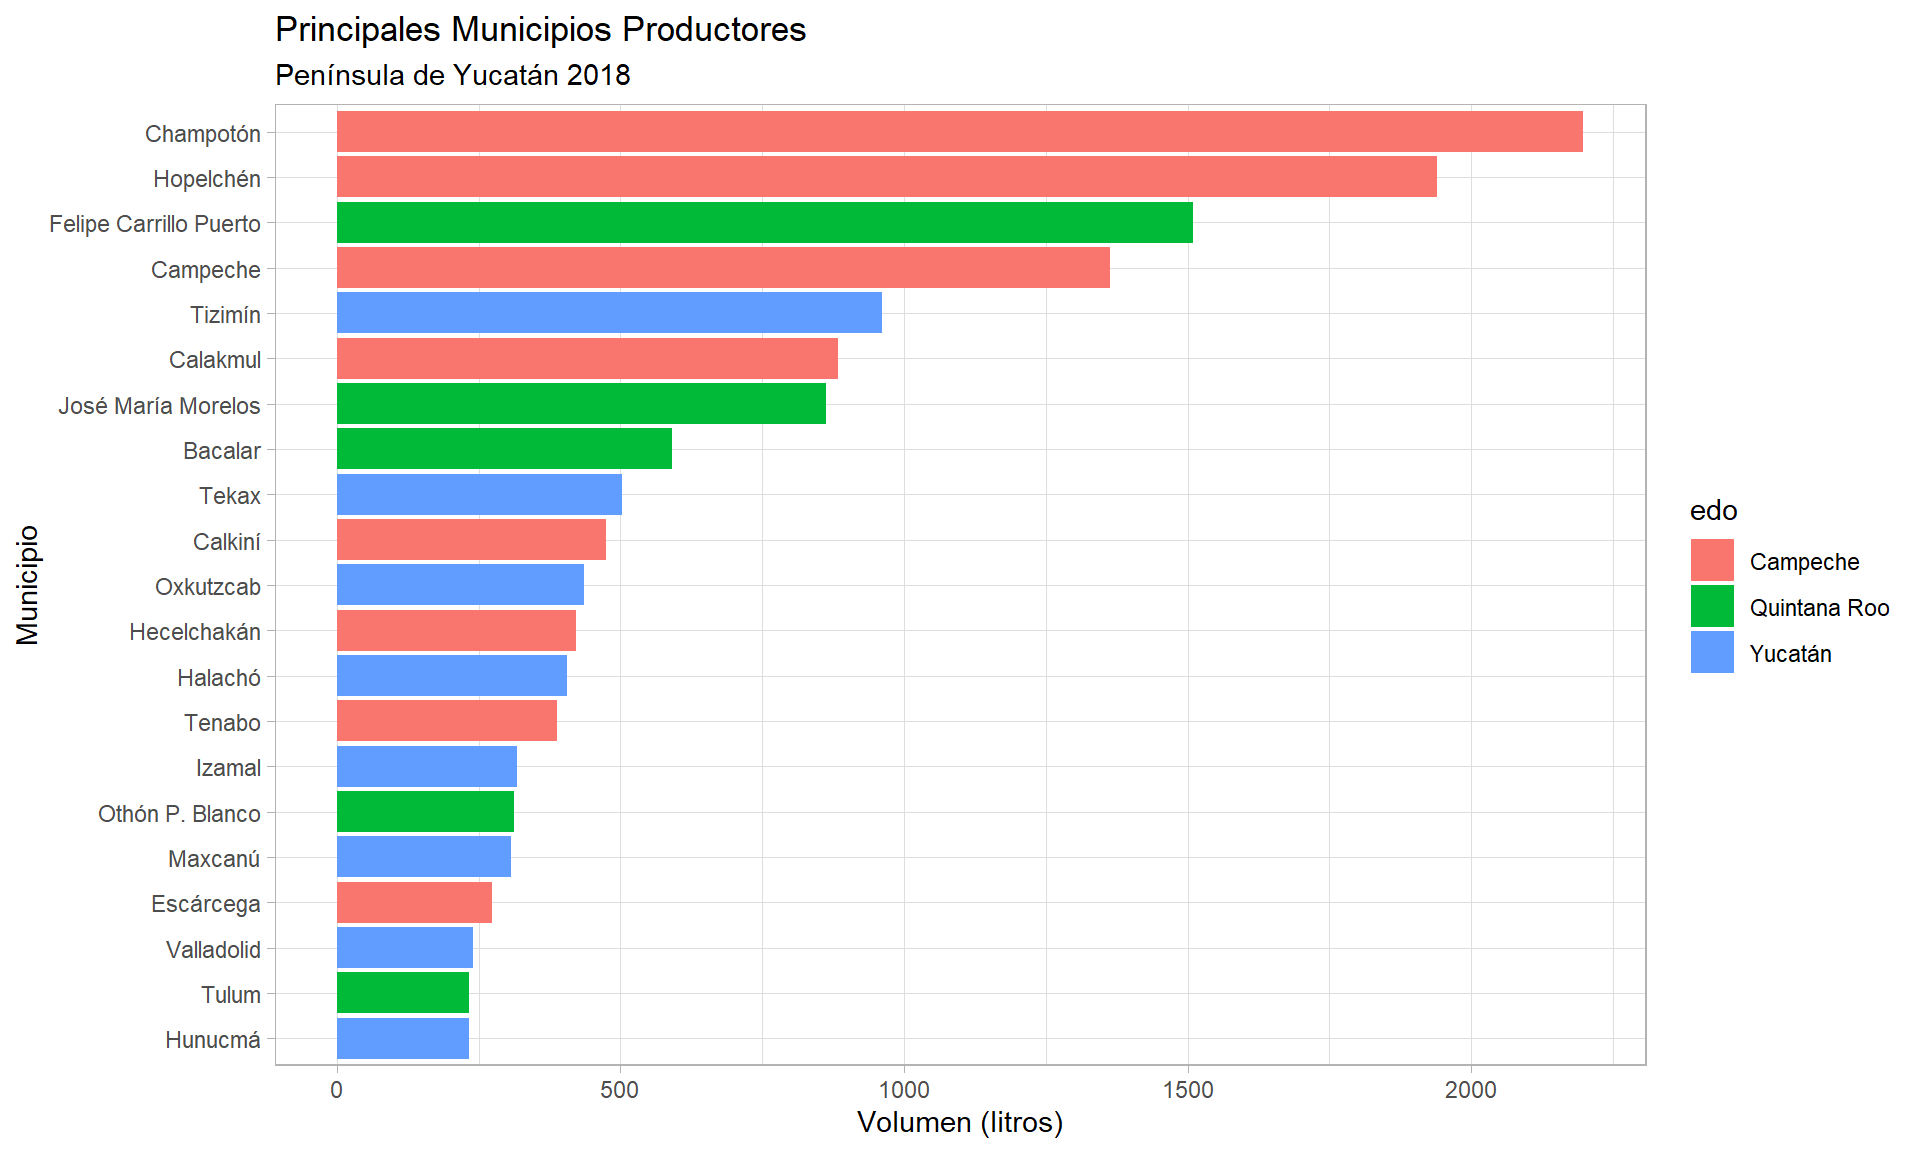 Principales Municipios Productores
Península de Yucatán 2018
Municipio
Champotón
Hopelchén
Felipe Carrillo Puerto
Campeche
Tizimín
Calakmul
José María Morelos
Bacalar
Tekax
Calkiní
Oxkutzcab
Hecelchakán
Halachó
Tenabo
Izamal
Othón P. Blanco
Maxcanú
Escárcega
Valladolid
Tulum
Hunucmá
0 500 1000 1500 2000
Volumen (litros)
edo
Campeche
Quintana Roo
Yucatán